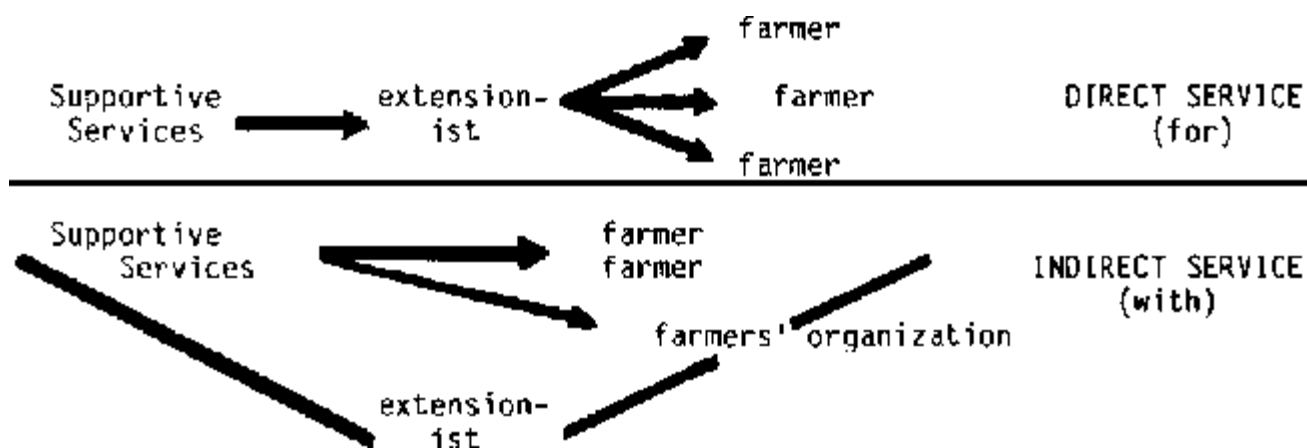 farmer
Supportive extension- farmer DIRECT SERVICE
Services ist (for)
farmer
Supportive farmer
Services farmer INDIRECT SERVICE
(with)
farmers' organization
extension-
ist